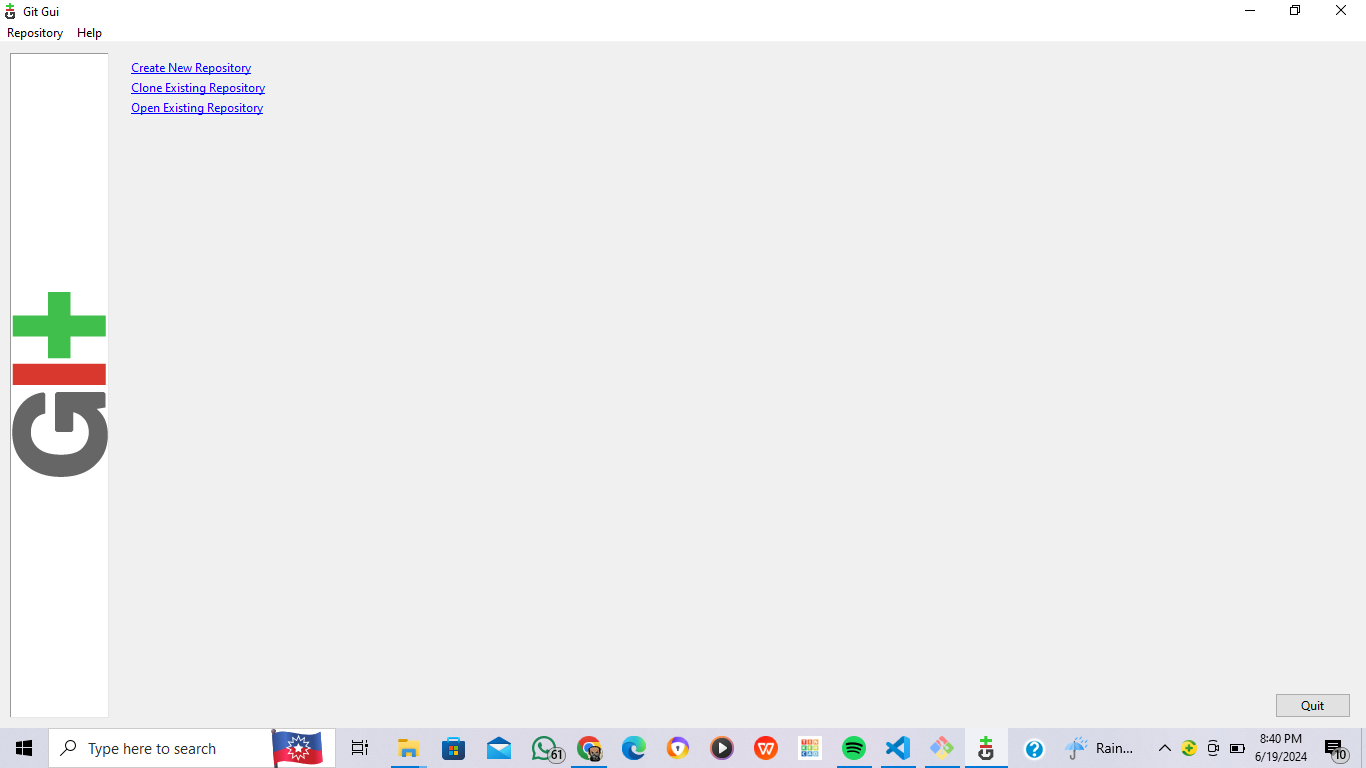 Git Gui
Repository Help
Create New Repository
Clone Existing Repository
Open Existing Repository
GIT
Quit
Type here to search
61
Rain...
8:40 PM
6/19/2024
10